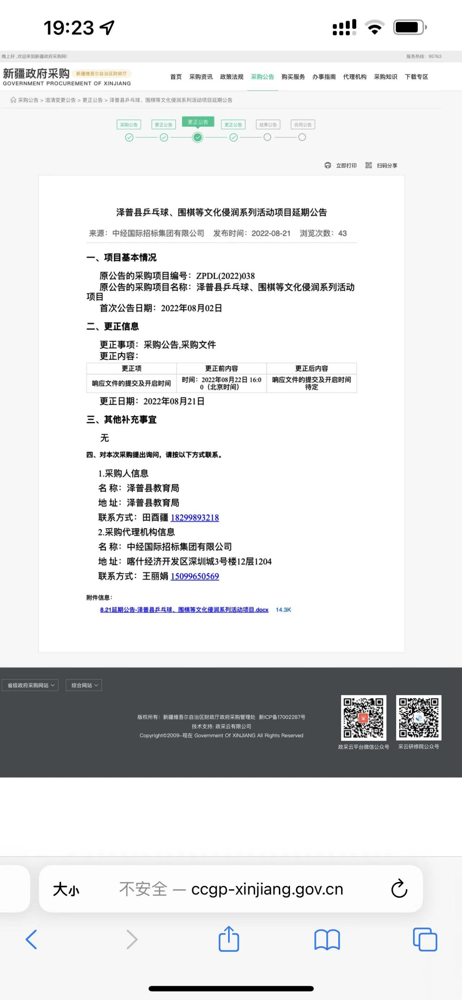 19:23
晚上好 ,欢迎来到新疆政府采购网! 服务热线：95763
新疆政府采购 新疆维吾尔自治区财政厅
GOVERNMENT PROCUREMENT OF XINJIANG
首页 采购资讯 政策法规 采购公告 购买服务 办事指南 代理机构 采购知识 下载专区
采购公告 > 澄清变更公告 > 更正公告 > 泽普县乒乓球、围棋等文化侵润系列活动项目延期公告
采购公告 更正公告 更正公告 更正公告 结果公告 合同公告
立即打印 扫码分享
泽普县乒乓球、围棋等文化侵润系列活动项目延期公告
来源：中经国际招标集团有限公司 发布时间：2022-08-21 浏览次数：43
一、项目基本情况
原公告的采购项目编号：ZPDL(2022)038
原公告的采购项目名称：泽普县乒乓球、围棋等文化侵润系列活动
项目
首次公告日期：2022年08月02日
二、更正信息
更正事项：采购公告,采购文件
更正内容：
更正项 更正前内容 更正后内容
响应文件的提交及开启时间 时间：2022年08月22日 16:0
0（北京时间） 响应文件的提交及开启时间
待定
更正日期：2022年08月21日
三、其他补充事宜
无
四、对本次采购提出询问，请按以下方式联系。
1.采购人信息
名 称：泽普县教育局
地 址：泽普县教育局
联系方式：田酉疆 18299893218
2.采购代理机构信息
名 称：中经国际招标集团有限公司
地 址：喀什经济开发区深圳城3号楼12层1204
联系方式：王丽娟 15099650569
附件信息：
8.21延期公告-泽普县乒乓球、围棋等文化侵润系列活动项目.docx 14.3K
省级政府采购网站 综合网站
版权所有：新疆维吾尔自治区财政厅政府采购管理处 新ICP备17002287号
技术支持: 政采云有限公司
Copyright©2009-现在 Government Of XINJIANG All Rights Reserved
政采云平台微信公众号 采云研修院公众号
大小 不安全 — ccgp-xinjiang.gov.cn